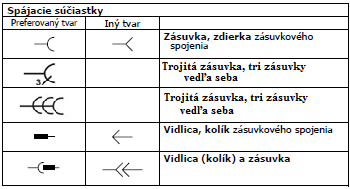 Spájacie súčiastky
Preferovaný tvar
Iný tvar
Zásuvka, zdierka zásuvkového
spojenia
3
Trojitá zásuvka, tri zásuvky
vedľa seba
Trojitá zásuvka, tri zásuvky
vedľa seba
Vidlica, kolík zásuvkového spojenia
Vidlica (kolík) a zásuvka